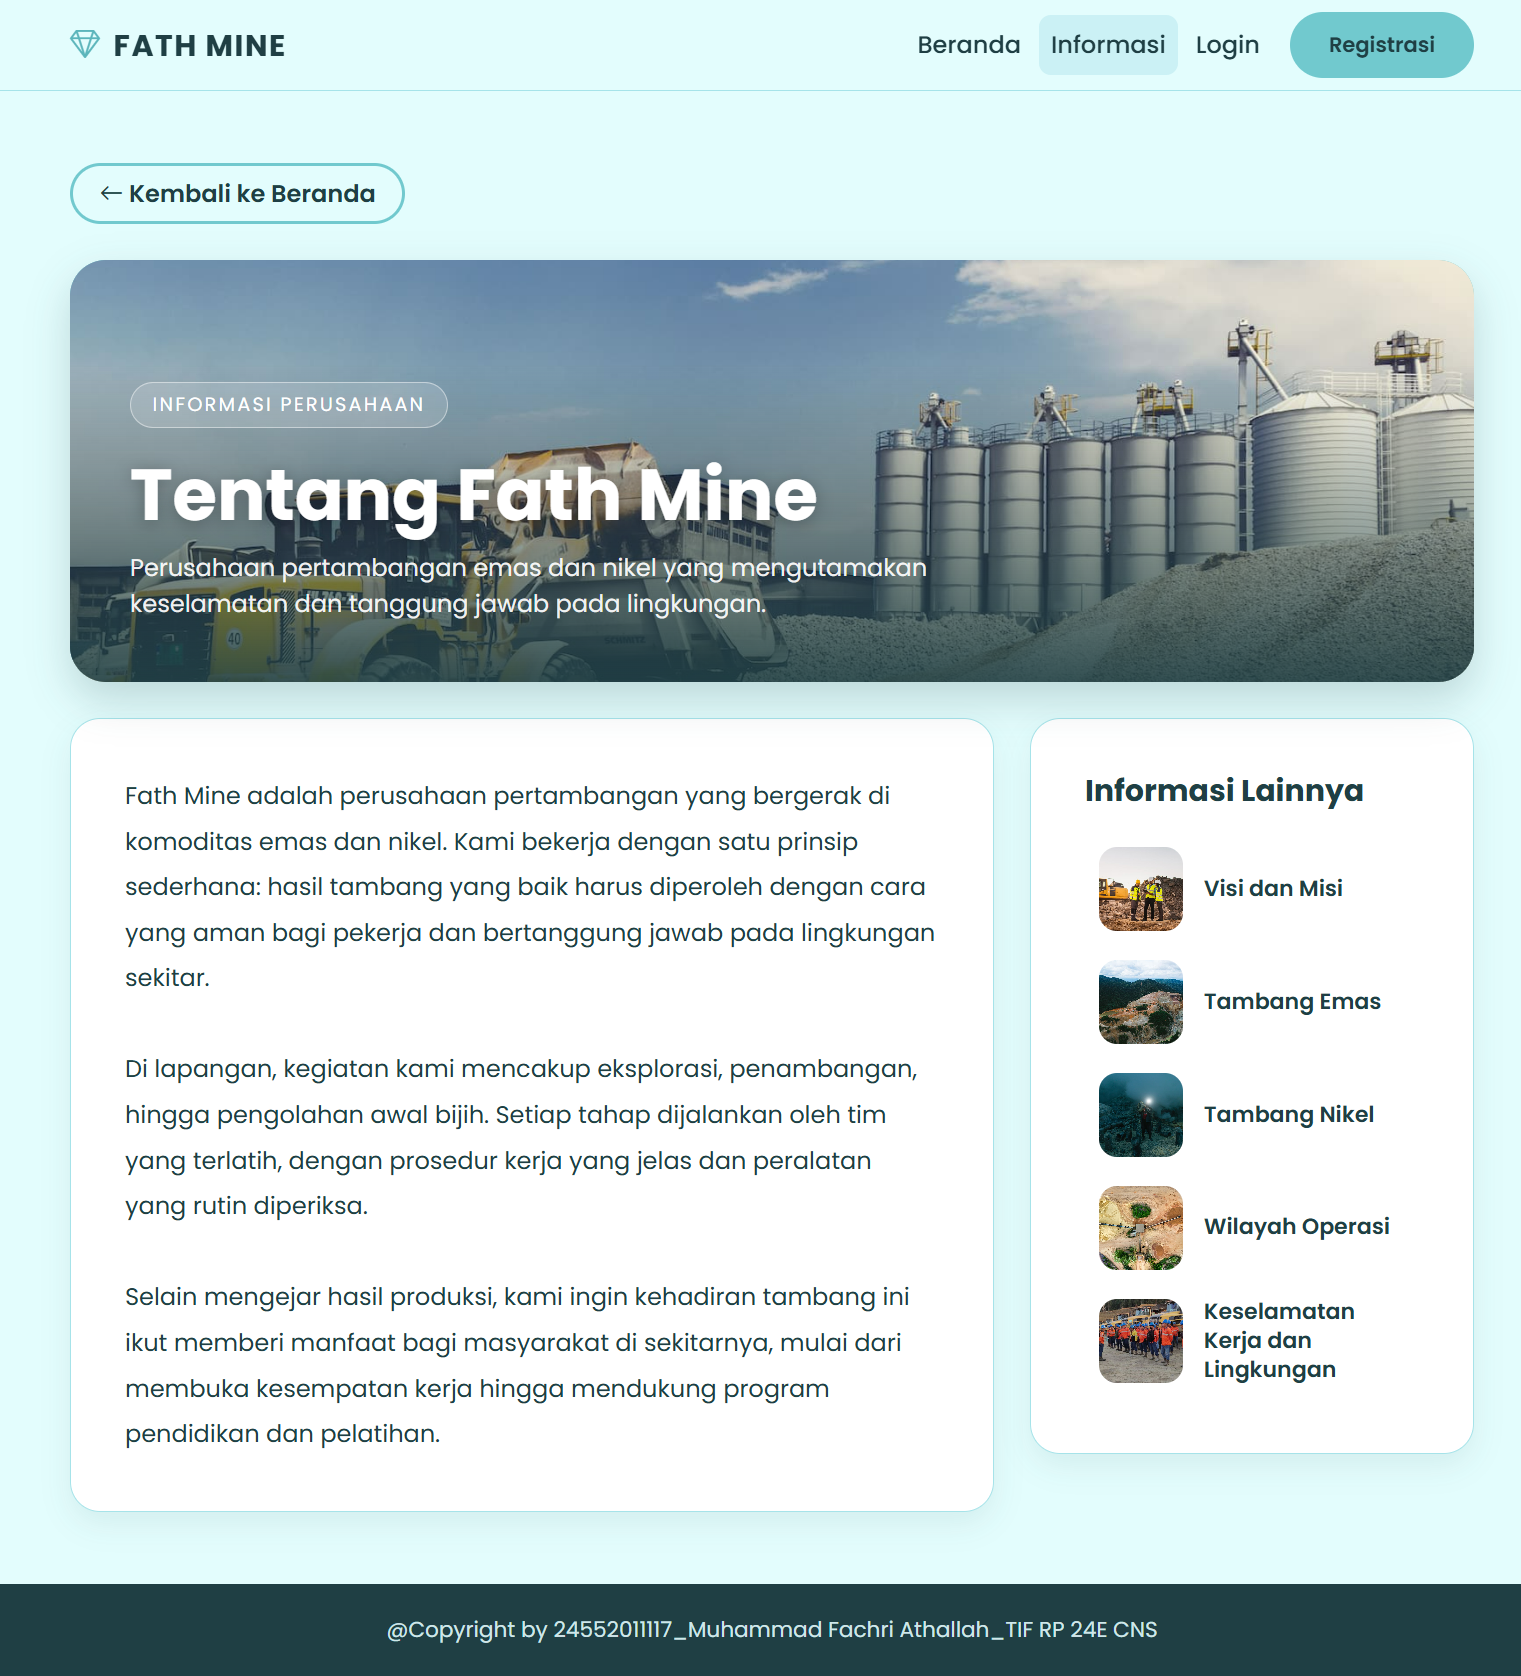 FATH MINE
Beranda
Informasi
Login
Registrasi
← Kembali ke Beranda
INFORMASI PERUSAHAAN
Tentang Fath Mine
Perusahaan pertambangan emas dan nikel yang mengutamakan
keselamatan dan tanggung jawab pada lingkungan.
40
Fath Mine adalah perusahaan pertambangan yang bergerak di
komoditas emas dan nikel. Kami bekerja dengan satu prinsip
sederhana: hasil tambang yang baik harus diperoleh dengan cara
yang aman bagi pekerja dan bertanggung jawab pada lingkungan
sekitar.
Di lapangan, kegiatan kami mencakup eksplorasi, penambangan,
hingga pengolahan awal bijih. Setiap tahap dijalankan oleh tim
yang terlatih, dengan prosedur kerja yang jelas dan peralatan
yang rutin diperiksa.
Selain mengejar hasil produksi, kami ingin kehadiran tambang ini
ikut memberi manfaat bagi masyarakat di sekitarnya, mulai dari
membuka kesempatan kerja hingga mendukung program
pendidikan dan pelatihan.
Informasi Lainnya
Visi dan Misi
Tambang Emas
Tambang Nikel
Wilayah Operasi
Keselamatan
Kerja dan
Lingkungan
@Copyright by 24552011117_Muhammad Fachri Athallah_TIF RP 24E CNS